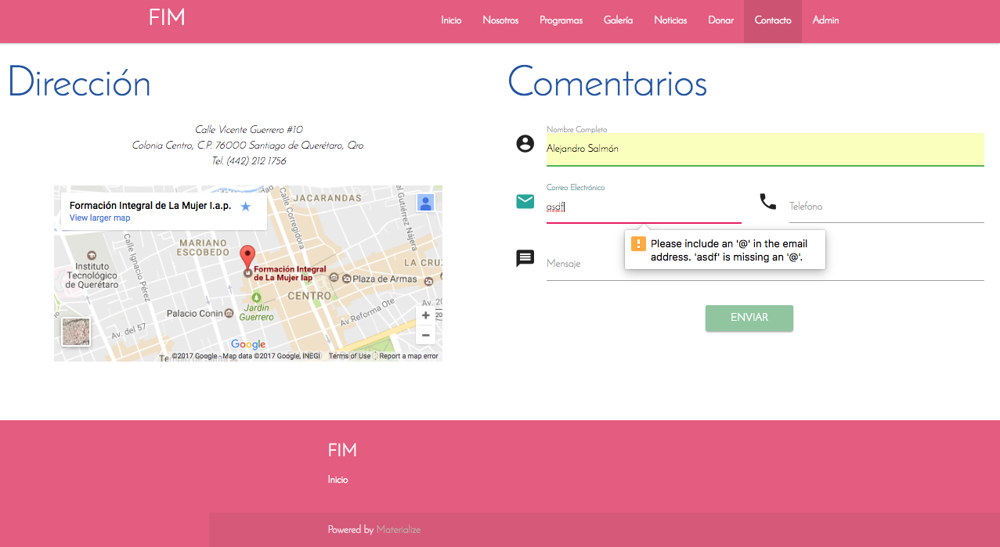 FIM
Inicio Nosotros Programas Galería Noticias Donar Contacto Admin
Dirección
Calle Vicente Guerrero #10
Colonia Centro, C.P. 76000 Santiago de Querétaro, Qro.
Tel. (442) 212 1756
Formación Integral de La Mujer I.a.p.
View larger map
JACARANDAS
Calle Corregidora
el Gutiérrez Nájera
MARIANO
ESCOBEDO
Calle Ignacio Pérez
Instituto
Tecnológico
de Querétaro
Formación Integral
de La Mujer Iap
LA CRUZ
Plaza de Armas
CENTRO
Jardín
Guerrero
Palacio Conin
Av. del 57
Av Reforma Ote
Av. 20
+
−
Google
©2017 Google - Map data ©2017 Google, INEGI Terms of Use Report a map error
Comentarios
Nombre Completo
Alejandro Salmón
Correo Electrónico
asdf
Telefono
Please include an '@' in the email
address. 'asdf' is missing an '@'.
Mensaje
ENVIAR
FIM
Inicio
Powered by Materialize